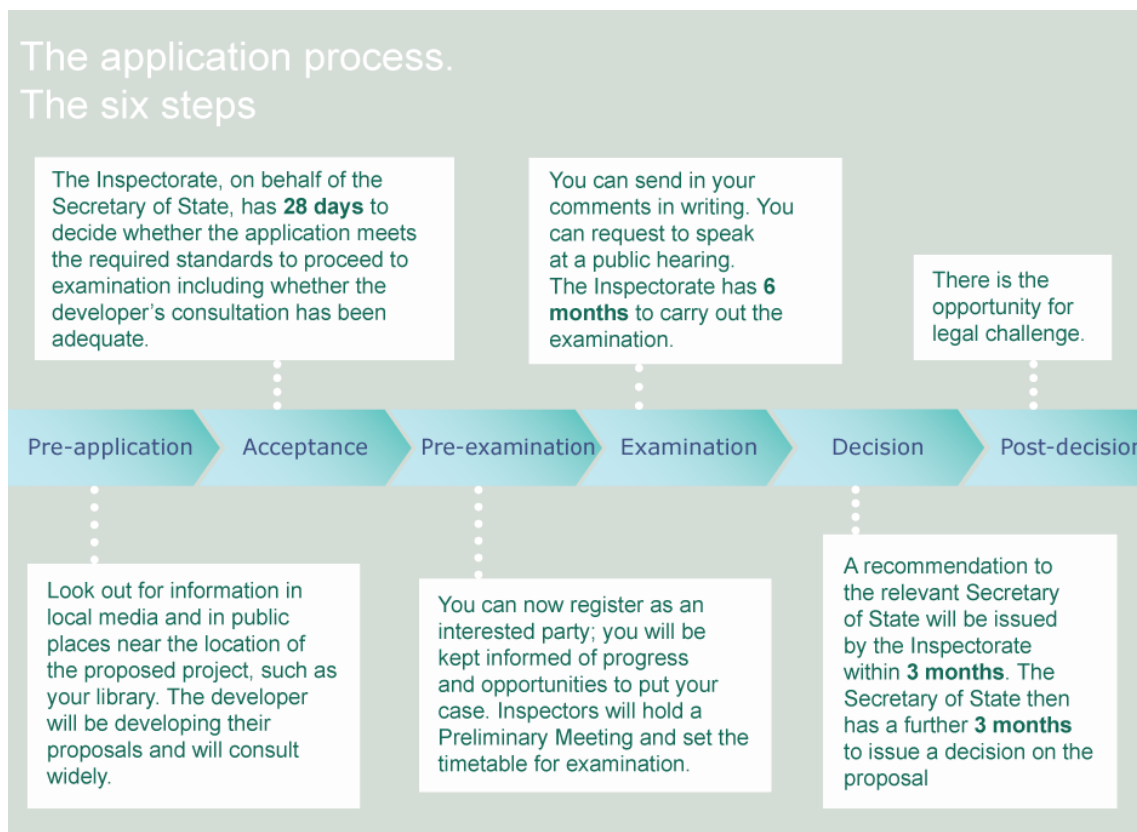 The application process.
The six steps
The Inspectorate, on behalf of the
Secretary of State, has 28 days to
decide whether the application meets
the required standards to proceed to
examination including whether the
developer's consultation has been
adequate.
You can send in your
comments in writing. You
can request to speak
at a public hearing.
The Inspectorate has 6
months to carry out the
examination.
There is the
opportunity for
legal challenge.
Pre-application
Acceptance
Pre-examination
Examination
Decision
Post-decision
Look out for information in
local media and in public
places near the location of
the proposed project, such as
your library. The developer
will be developing their
proposals and will consult
widely.
You can now register as an
interested party; you will be
kept informed of progress
and opportunities to put your
case. Inspectors will hold a
Preliminary Meeting and set the
timetable for examination.
A recommendation to
the relevant Secretary
of State will be issued
by the Inspectorate
within 3 months. The
Secretary of State then
has a further 3 months
to issue a decision on the
proposal